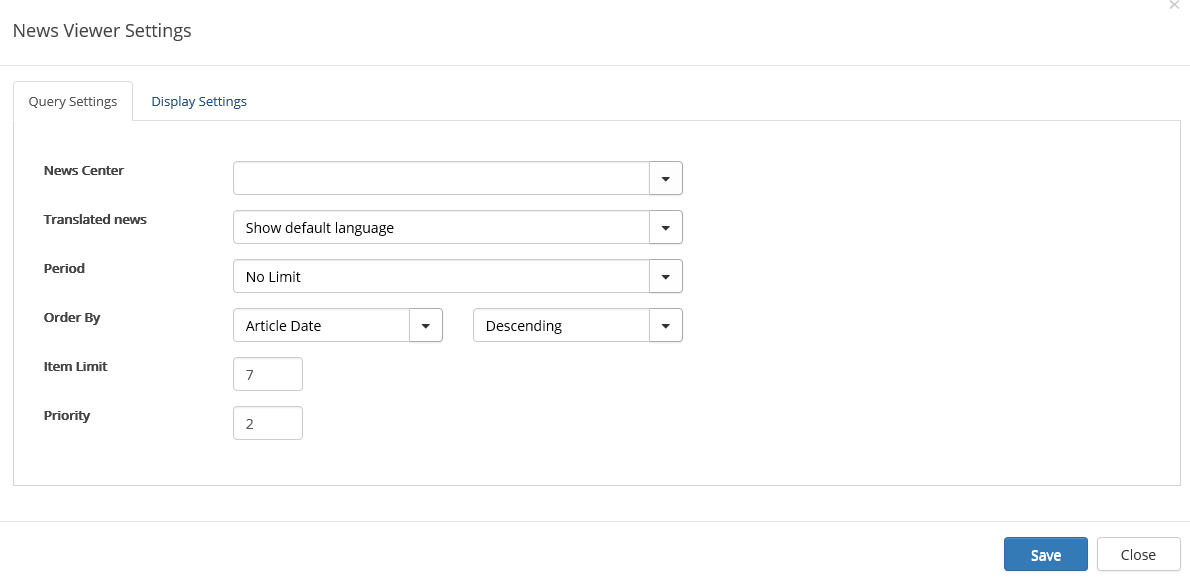 News Viewer Settings
Query Settings Display Settings
News Center
Translated news Show default language
Period No Limit
Order By Article Date Descending
Item Limit 7
Priority 2
Save Close